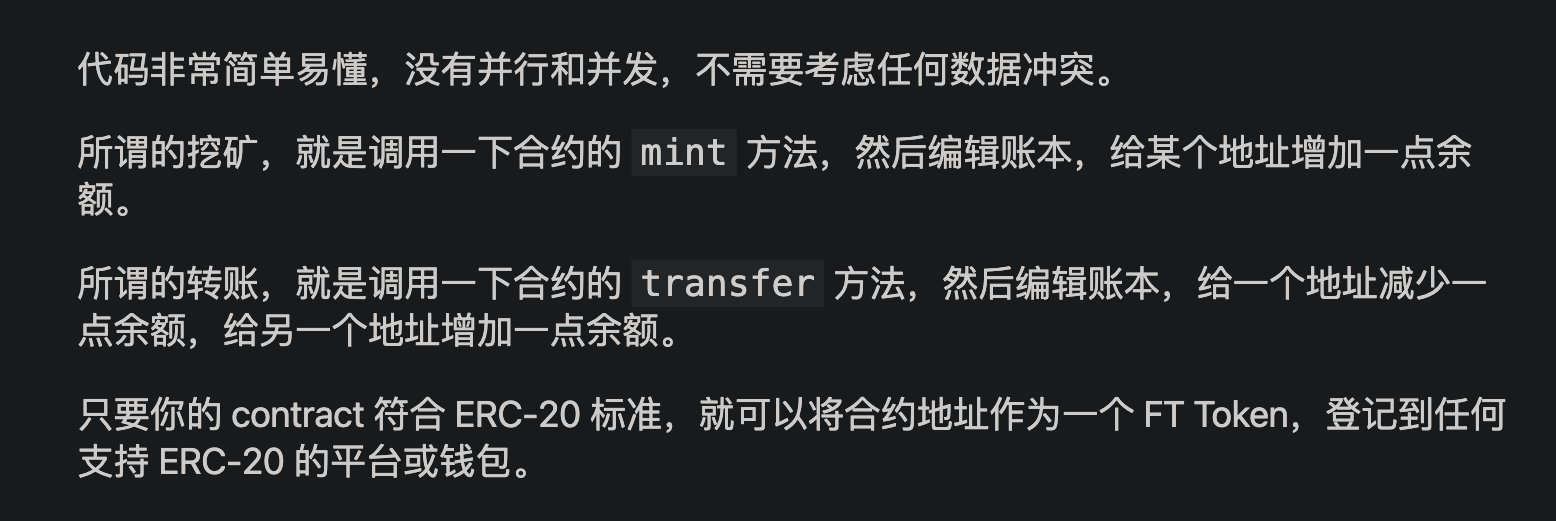 代码非常简单易懂，没有并行和并发，不需要考虑任何数据冲突。
所谓的挖矿，就是调用一下合约的 mint 方法，然后编辑账本，给某个地址增加一点余
额。
所谓的转账，就是调用一下合约的 transfer 方法，然后编辑账本，给一个地址减少一
点余额，给另一个地址增加一点余额。
只要你的 contract 符合 ERC-20 标准，就可以将合约地址作为一个 FT Token，登记到任何
支持 ERC-20 的平台或钱包。